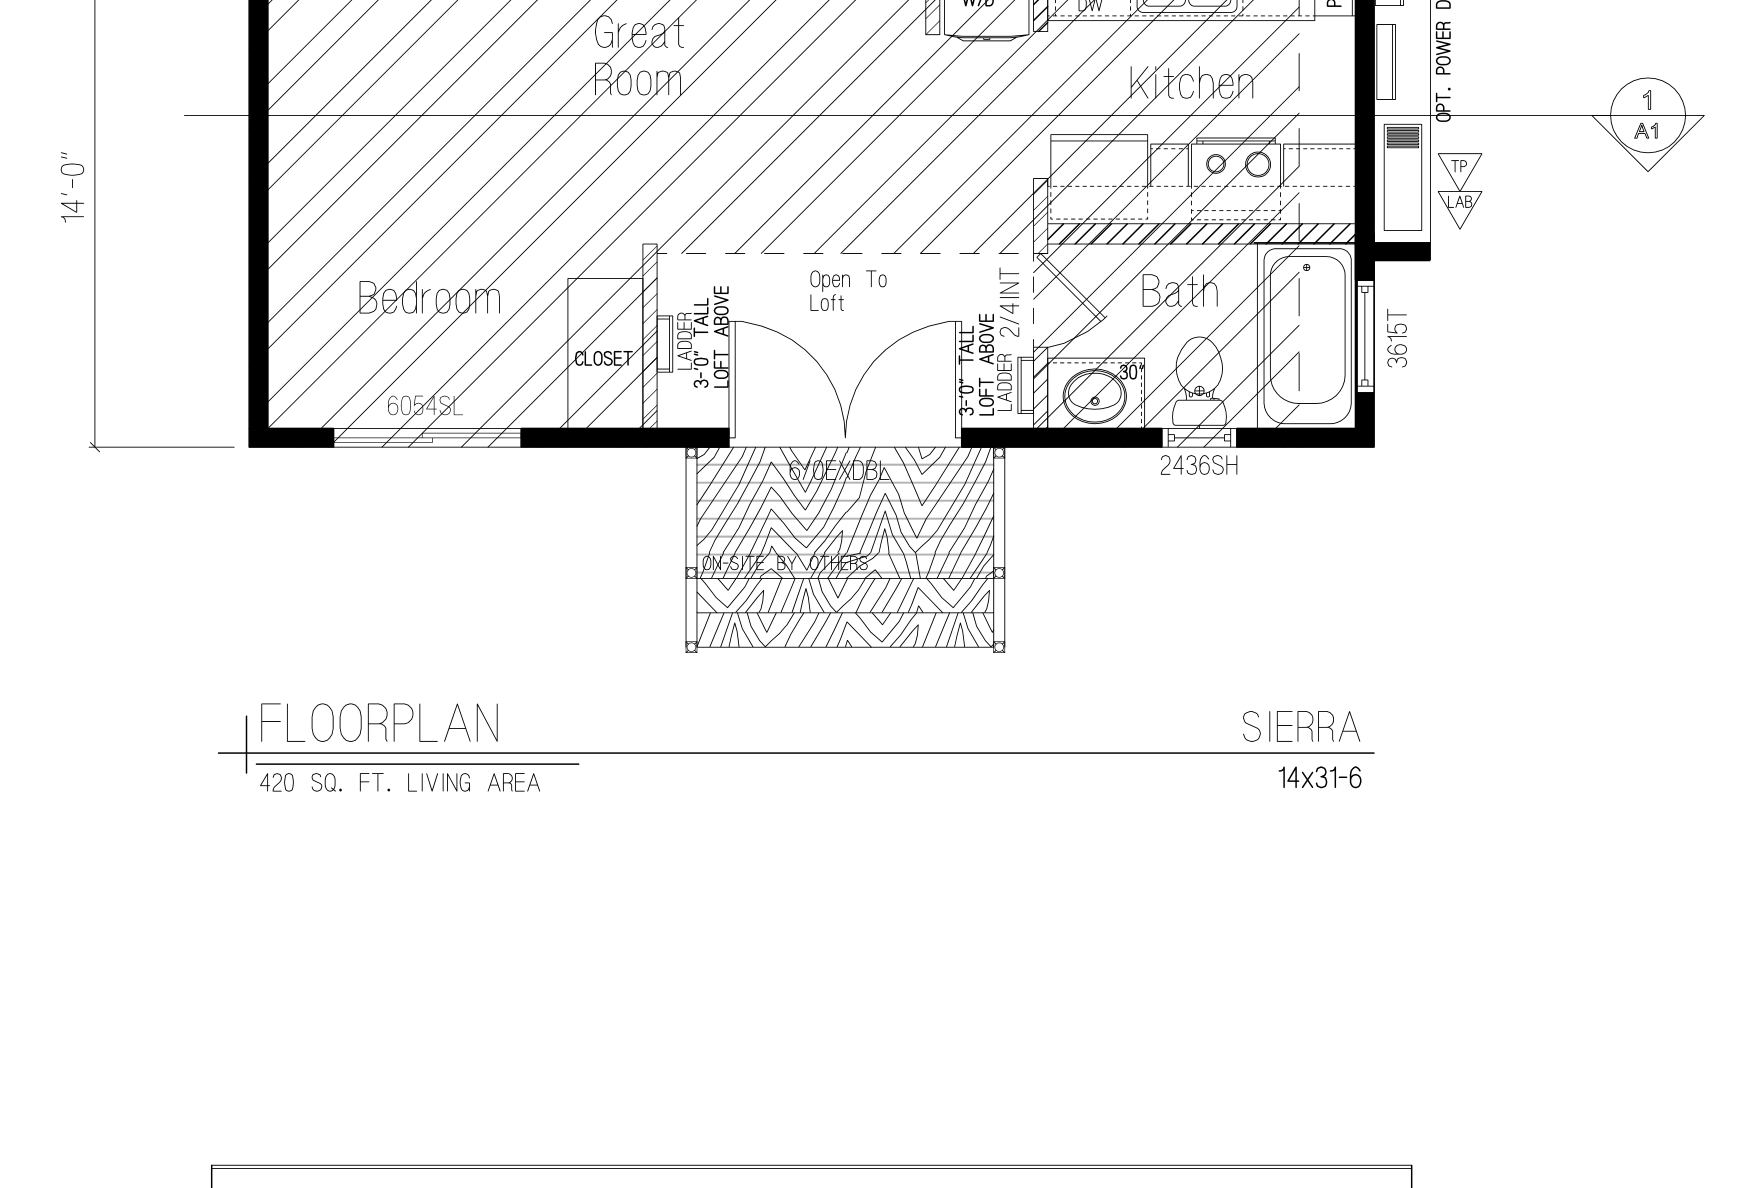 W/D
DW
P
Great
Room
Kitchen
OPT. POWER D
1
A1
14'-0"
TP
LAB
Open To
Loft
Bedroom
Bath
2/4INT
LADDER
3-'0" TALL
LOFT ABOVE
3-'0" TALL
LOFT ABOVE
LADDER
CLOSET
30"
3615T
6054SL
6/0EXDBL
2436SH
ON-SITE BY OTHERS
FLOORPLAN
SIERRA
420 SQ. FT. LIVING AREA
14x31-6